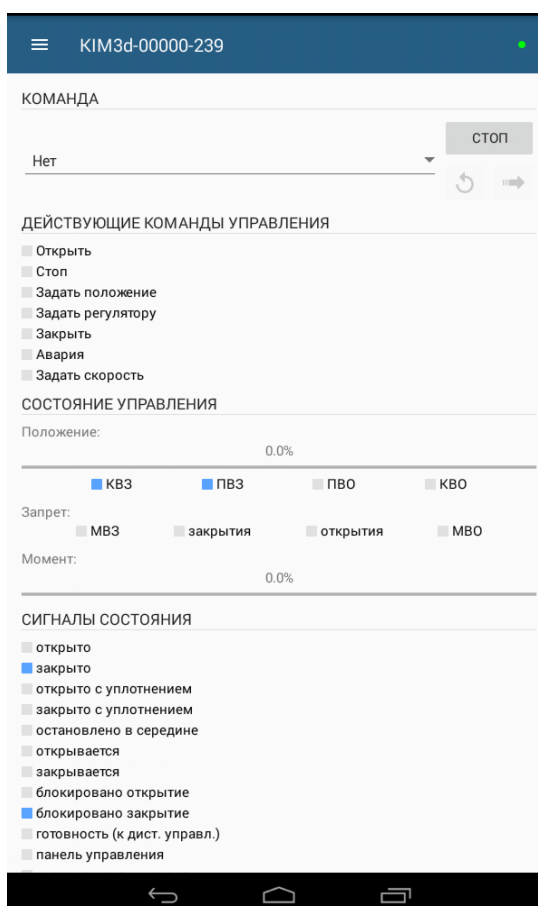 KIM3d-00000-239
КОМАНДА
СТОП
Нет
ДЕЙСТВУЮЩИЕ КОМАНДЫ УПРАВЛЕНИЯ
Открыть
Стоп
Задать положение
Задать регулятору
Закрыть
Авария
Задать скорость
СОСТОЯНИЕ УПРАВЛЕНИЯ
Положение:
0.0%
КВЗ ПВЗ ПВО КВО
Запрет:
МВЗ закрытия открытия МВО
Момент:
0.0%
СИГНАЛЫ СОСТОЯНИЯ
открыто
закрыто
открыто с уплотнением
закрыто с уплотнением
остановлено в середине
открывается
закрывается
блокировано открытие
блокировано закрытие
готовность (к дист. управл.)
панель управления